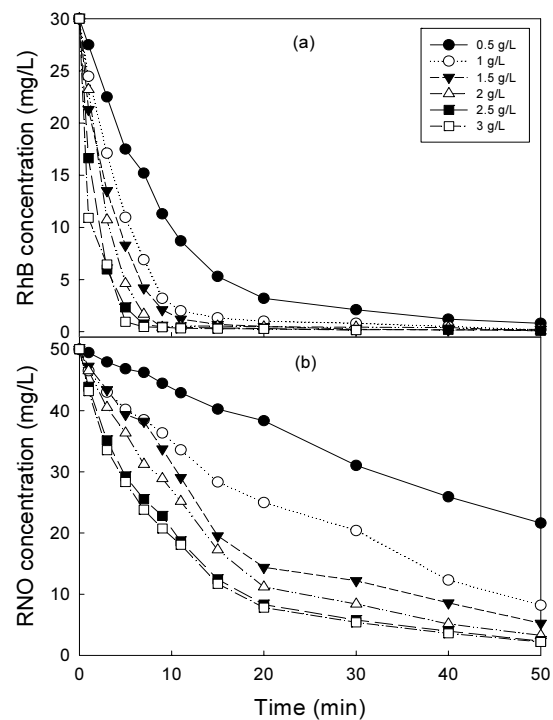 30
25
20
15
10
5
0
RhB concentration (mg/L)
(a)
0.5 g/L
1 g/L
1.5 g/L
2 g/L
2.5 g/L
3 g/L
50
40
30
20
10
0
RNO concentration (mg/L)
(b)
0 10 20 30 40 50
Time (min)